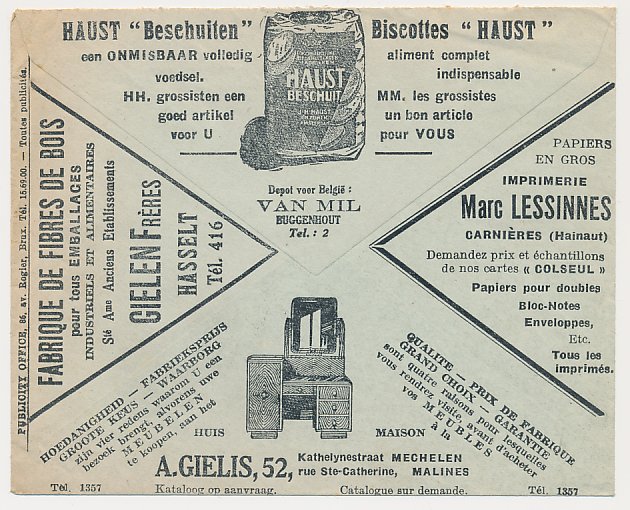 HAUST "Beschuiten"
een ONMISBAAR volledig
voedsel.
HH. grossisten een
goed artikel
voor U
HAUST
BESCHUIT
Biscottes "HAUST"
aliment complet
indispensable
MM. les grossistes
un bon article
pour VOUS
Depot voor België :
VAN MIL
BUGGENHOUT
Tel. : 2
PUBLICITY OFFICE, 86, av. Rogier, Brux. Tél. 15.69.00. — Toutes publicités.
FABRIQUE DE FIBRES DE BOIS
pour tous EMBALLAGES
INDUSTRIELS ET ALIMENTAIRES
Sté Ame Anciens Etablissements
GIELEN FRÈRES
HASSELT
Tél. 416
PAPIERS
EN GROS
IMPRIMERIE
Marc LESSINNES
CARNIÈRES (Hainaut)
Demandez prix et échantillons
de nos cartes « COLSEUL »
Papiers pour doubles
Bloc-Notes
Enveloppes,
Etc.
Tous les
imprimés.
HOEDANIGHEID — FABRIEKSPRIJS
GROOTE KEUS — WAARBORG
zijn vier redens waarom U een
bezoek brengt, alvorens uwe
MEUBELEN
te koopen, aan het
HUIS
QUALITE — PRIX DE FABRIQUE
GRAND CHOIX — GARANTIE
sont quatre raisons pour lesquelles
vous rendrez visite avant d'acheter
vos MEUBLES
à la
MAISON
A. GIELIS, 52,
Kathelynestraat MECHELEN
rue Ste-Catherine, MALINES
Tél. 1357
Kataloog op aanvraag.
Catalogue sur demande.
Tél. 1357